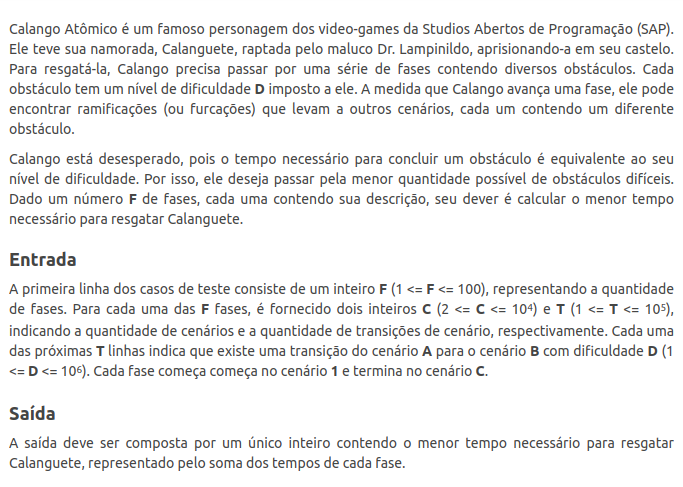 Calango Atômico é um famoso personagem dos video-games da Studios Abertos de Programação (SAP).
Ele teve sua namorada, Calanguete, raptada pelo maluco Dr. Lampinildo, aprisionando-a em seu castelo.
Para resgatá-la, Calango precisa passar por uma série de fases contendo diversos obstáculos. Cada
obstáculo tem um nível de dificuldade D imposto a ele. A medida que Calango avança uma fase, ele pode
encontrar ramificações (ou furcações) que levam a outros cenários, cada um contendo um diferente
obstáculo.
Calango está desesperado, pois o tempo necessário para concluir um obstáculo é equivalente ao seu
nível de dificuldade. Por isso, ele deseja passar pela menor quantidade possível de obstáculos difíceis.
Dado um número F de fases, cada uma contendo sua descrição, seu dever é calcular o menor tempo
necessário para resgatar Calanguete.
Entrada
A primeira linha dos casos de teste consiste de um inteiro F (1 <= F <= 100), representando a quantidade
de fases. Para cada uma das F fases, é fornecido dois inteiros C (2 <= C <= 10⁴) e T (1 <= T <= 10⁵),
indicando a quantidade de cenários e a quantidade de transições de cenário, respectivamente. Cada uma
das próximas T linhas indica que existe uma transição do cenário A para o cenário B com dificuldade D (1
<= D <= 10⁶). Cada fase começa começa no cenário 1 e termina no cenário C.
Saída
A saída deve ser composta por um único inteiro contendo o menor tempo necessário para resgatar
Calanguete, representado pelo soma dos tempos de cada fase.